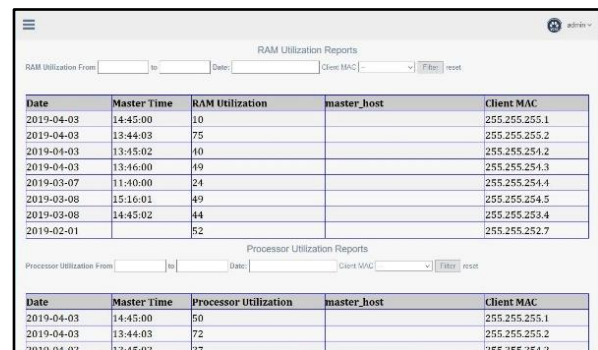 admin
RAM Utilization Reports
RAM Utilization From to Date: Client MAC -- Filter reset
Date Master Time RAM Utilization master_host Client MAC
2019-04-03 14:45:00 10 255.255.255.1
2019-04-03 13:44:03 75 255.255.255.2
2019-04-03 13:45:02 40 255.255.254.2
2019-04-03 13:46:00 49 255.255.254.3
2019-03-07 11:40:00 24 255.255.254.4
2019-03-08 15:16:01 49 255.255.254.5
2019-03-08 14:45:02 44 255.255.253.4
2019-02-01 52 255.255.252.7
Processor Utilization Reports
Processor Utilization From to Date: Client MAC -- Filter reset
Date Master Time Processor Utilization master_host Client MAC
2019-04-03 14:45:00 50 255.255.255.1
2019-04-03 13:44:03 72 255.255.255.2